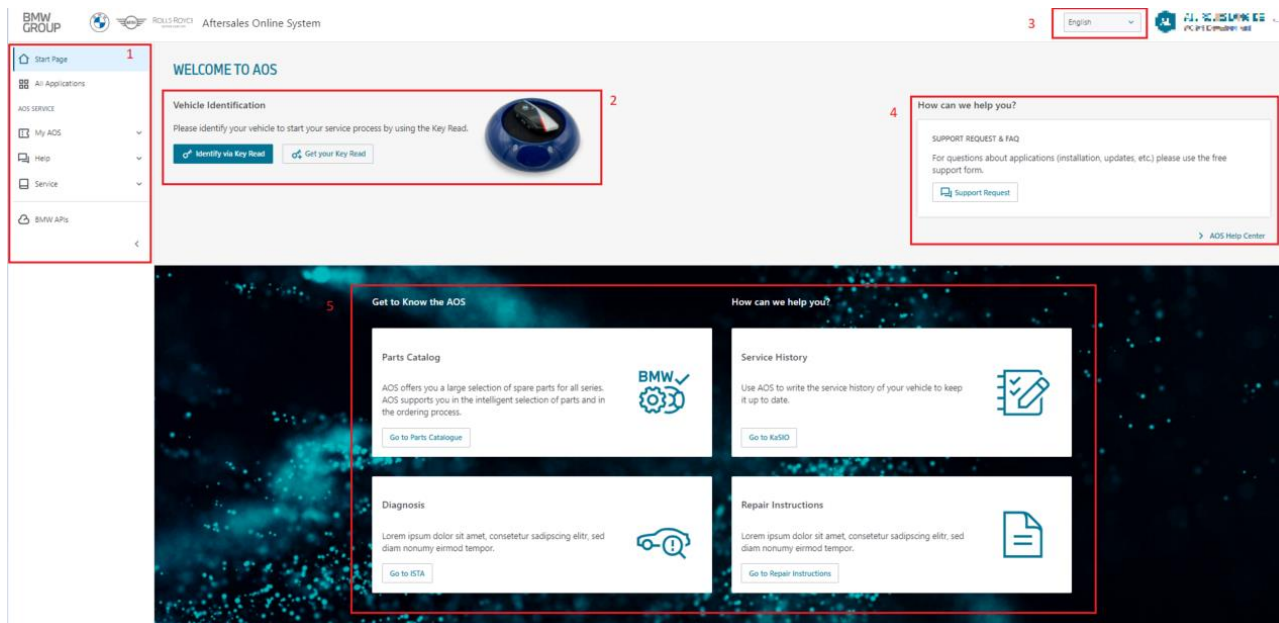 BMW
GROUP
ROLLS-ROYCE
Aftersales Online System
3
English
1
Start Page
All Applications
AOS SERVICE
My AOS
Help
Service
BMW APIs
WELCOME TO AOS
2
Vehicle Identification
Please identify your vehicle to start your service process by using the Key Read.
Identify via Key Read
Get your Key Read
4
How can we help you?
SUPPORT REQUEST & FAQ
For questions about applications (installation, updates, etc.) please use the free
support form.
Support Request
AOS Help Center
5
Get to Know the AOS
How can we help you?
Parts Catalog
AOS offers you a large selection of spare parts for all series.
AOS supports you in the intelligent selection of parts and in
the ordering process.
Go to Parts Catalogue
BMW
Service History
Use AOS to write the service history of your vehicle to keep
it up to date.
Go to KaSIO
Diagnosis
Lorem ipsum dolor sit amet, consetetur sadipscing elitr, sed
diam nonumy eirmod tempor.
Go to ISTA
Repair Instructions
Lorem ipsum dolor sit amet, consetetur sadipscing elitr, sed
diam nonumy eirmod tempor.
Go to Repair Instructions